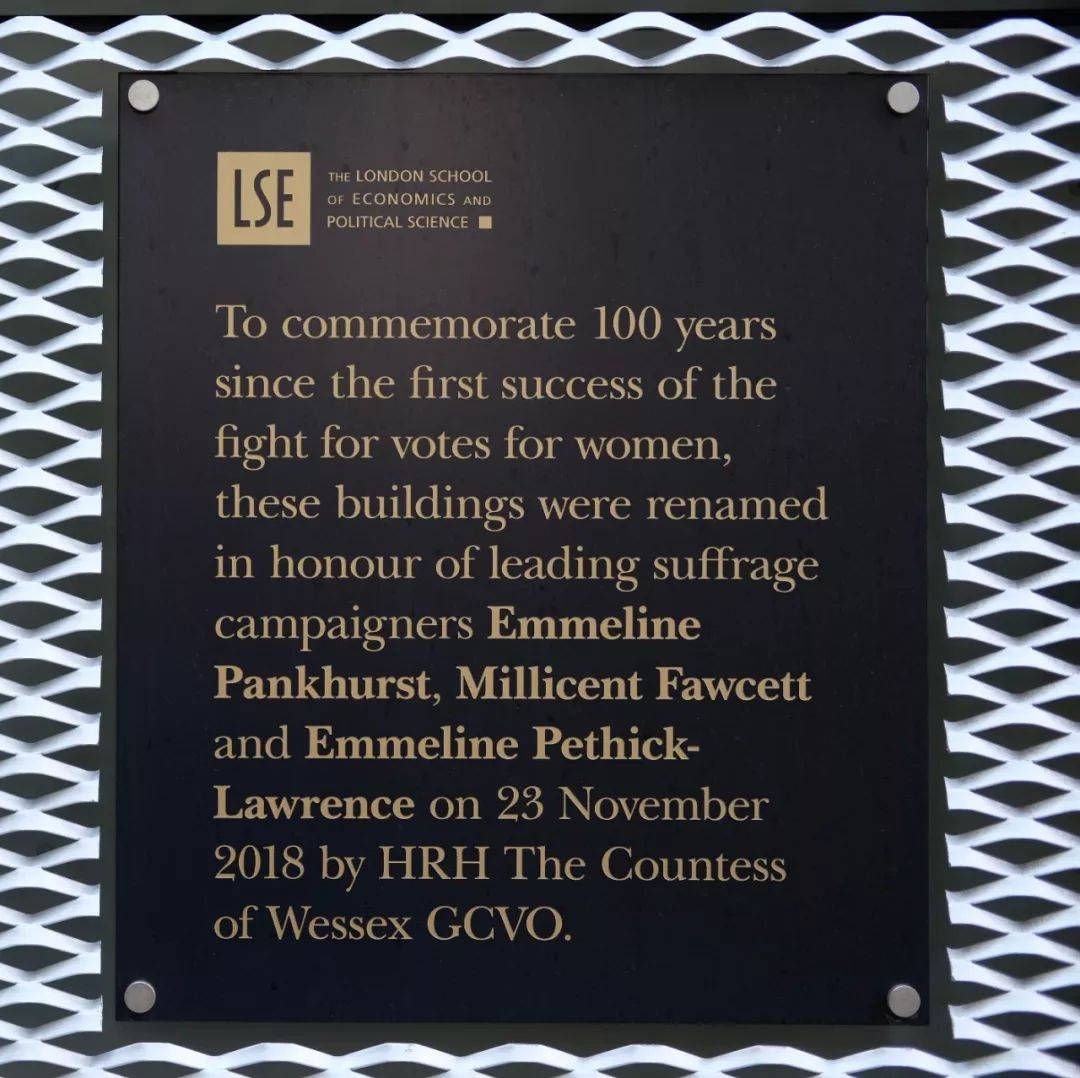 LSE
THE LONDON SCHOOL
OF ECONOMICS AND
POLITICAL SCIENCE
To commemorate 100 years
since the first success of the
fight for votes for women,
these buildings were renamed
in honour of leading suffrage
campaigners Emmeline
Pankhurst, Millicent Fawcett
and Emmeline Pethick-
Lawrence on 23 November
2018 by HRH The Countess
of Wessex GCVO.